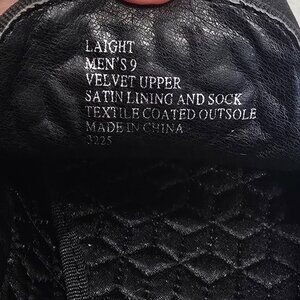 LAIGHT
MEN'S 9
VELVET UPPER
SATIN LINING AND SOCK
TEXTILE COATED OUTSOLE
MADE IN CHINA
3225